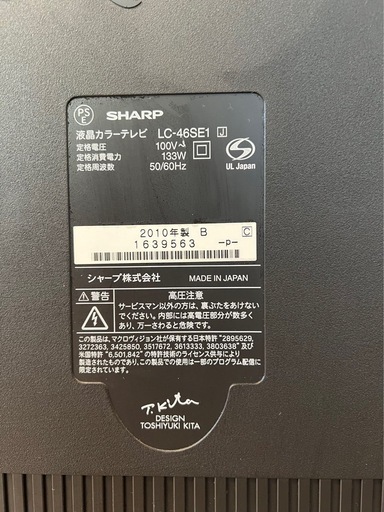 PS
E
SHARP
液晶カラーテレビ LC-46SE1 J
定格電圧 100V
定格消費電力 133W
定格周波数 50/60Hz
UL Japan
2010年製 B C
1639563 -p-
シャープ株式会社 MADE IN JAPAN
警告 高圧注意
サービスマン以外の方は、裏ぶたをあけないで
ください。内部には高電圧部分が数多く
あり、万一さわると危険です。
この製品は、マクロヴィジョン社が保有する日本特許 "2895629,
3272363, 3425850, 3517672, 3613333, 3803638" 及び
米国特許 "6,501,842" の特許技術のライセンス供与により
製造されたものであり、この製品での使用は一部のプログラム配信に
限定されています。
T. Kita
DESIGN
TOSHIYUKI KITA